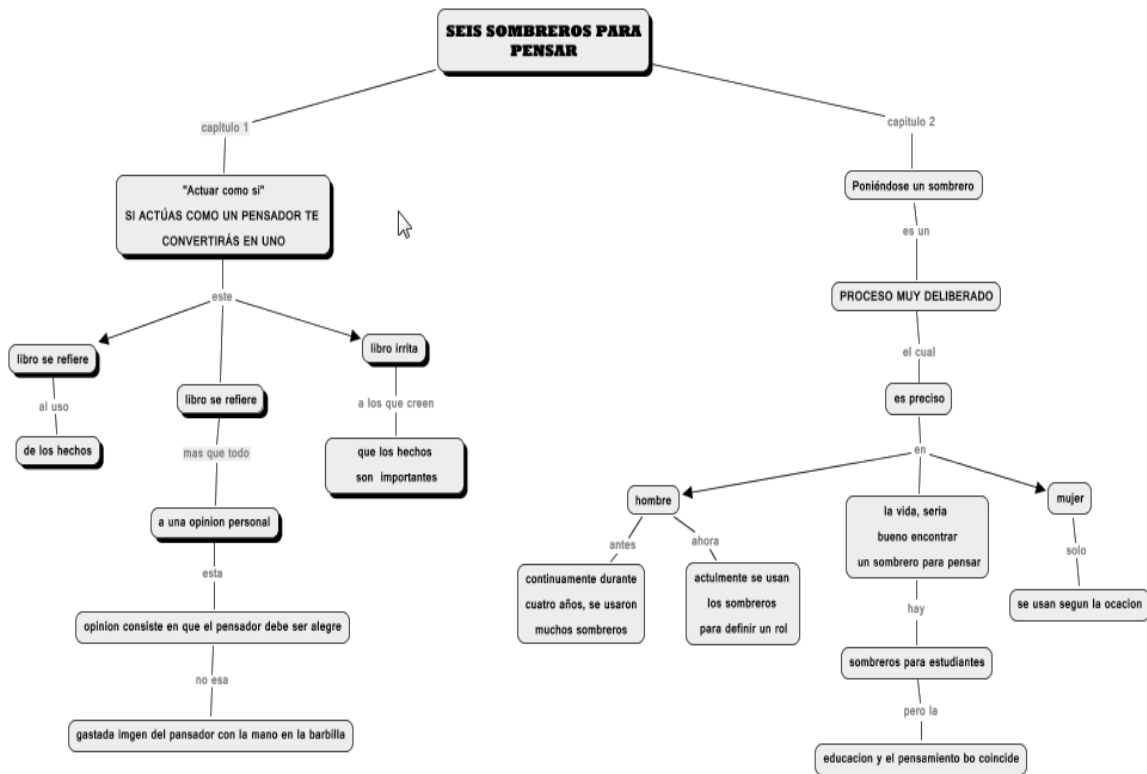 SEIS SOMBREROS PARA
PENSAR
capitulo 1
"Actuar como si"
SI ACTÚAS COMO UN PENSADOR TE
CONVERTIRÁS EN UNO
este
libro se refiere
al uso
de los hechos
libro se refiere
mas que todo
a una opinion personal
esta
opinion consiste en que el pensador debe ser alegre
no esa
gastada imgen del pansador con la mano en la barbilla
libro irrita
a los que creen
que los hechos
son importantes
capitulo 2
Poniéndose un sombrero
es un
PROCESO MUY DELIBERADO
el cual
es preciso
en
hombre
antes
continuamente durante
cuatro años, se usaron
muchos sombreros
ahora
actulmente se usan
los sombreros
para definir un rol
la vida, seria
bueno encontrar
un sombrero para pensar
hay
sombreros para estudiantes
pero la
educacion y el pensamiento bo coincide
mujer
solo
se usan segun la ocacion